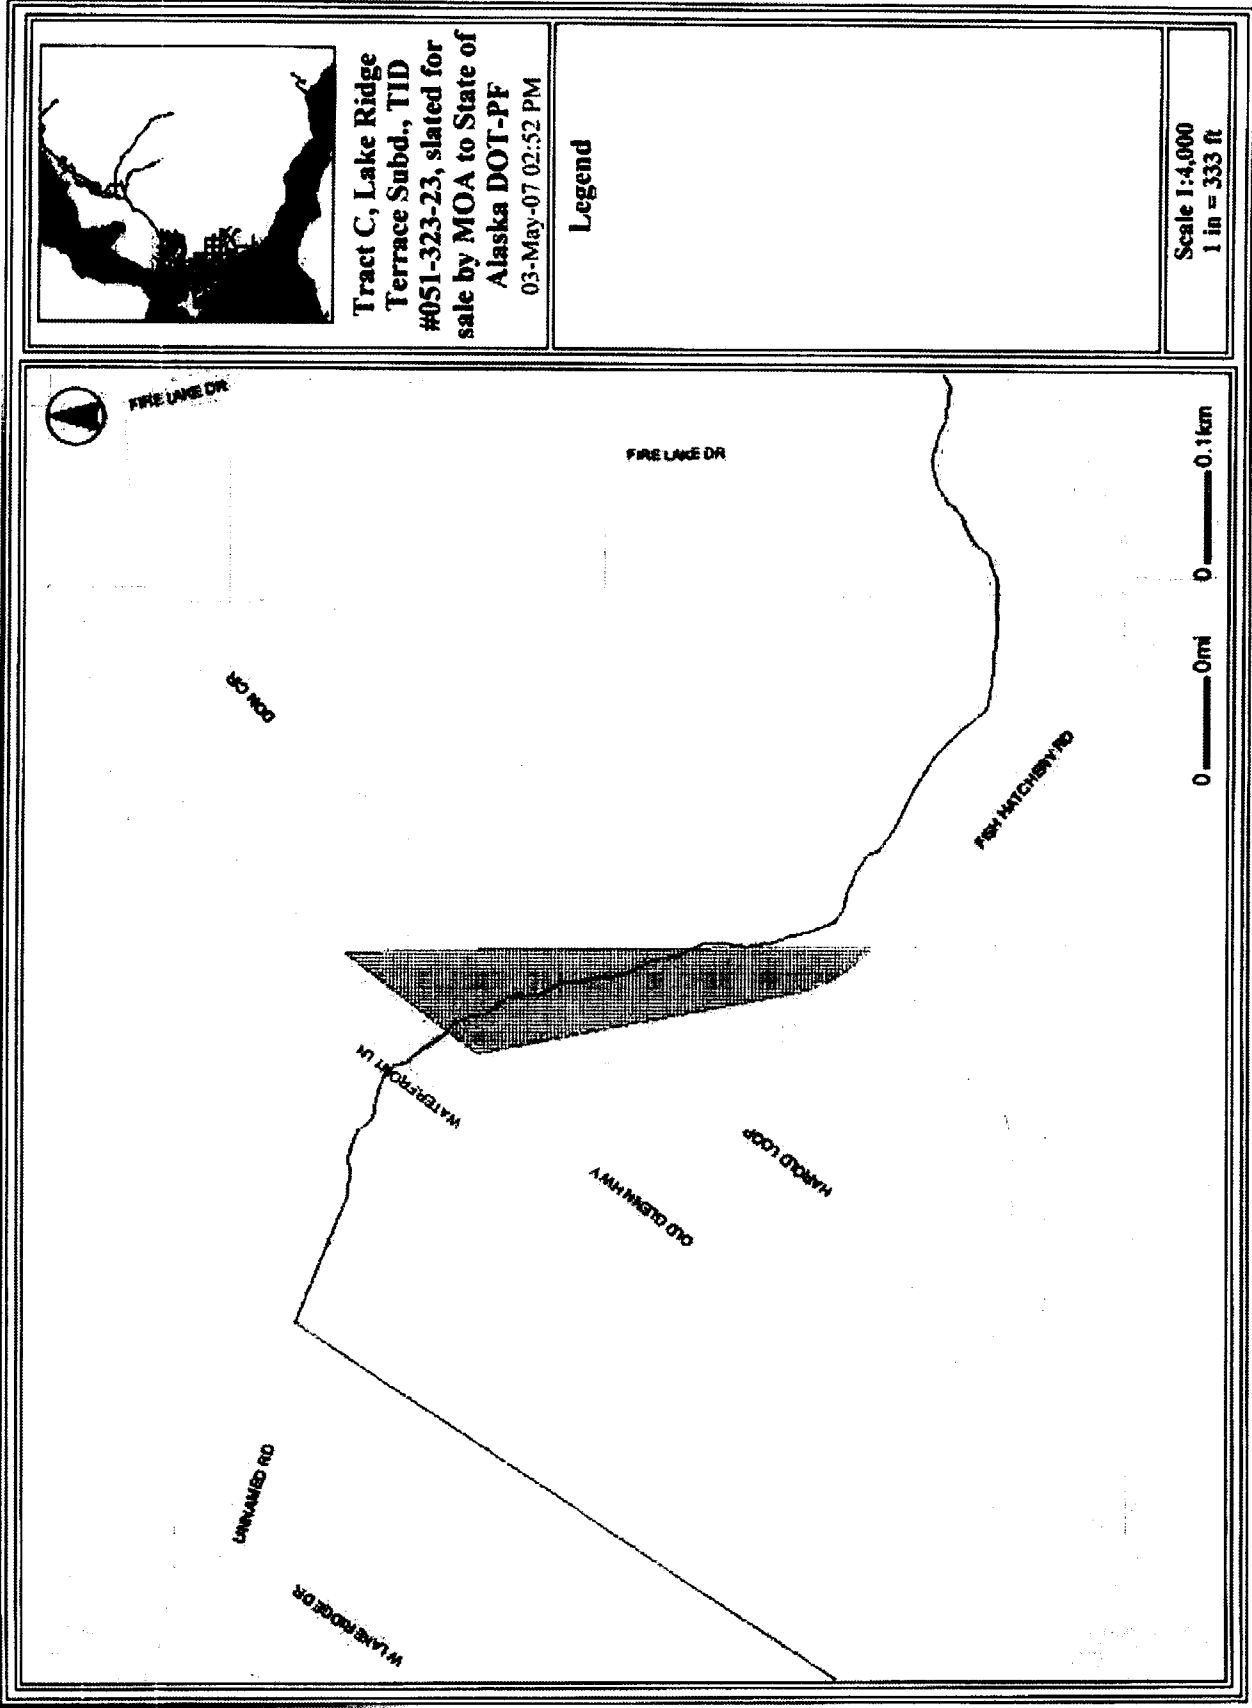 Tract C, Lake Ridge
Terrace Subd., TID
#051-323-23, slated for
sale by MOA to State of
Alaska DOT-PF
03-May-07 02:52 PM
Legend
Scale 1:4,000
1 in = 333 ft
FIRE LAKE DR
FIRE LAKE DR
DON CIR
FISH HATCHERY RD
WATERFRONT LN
HAROLD LOOP
OLD GLENN HWY
UNNAMED RD
W LAKE RIDGE DR
0 0mi 0 0.1km